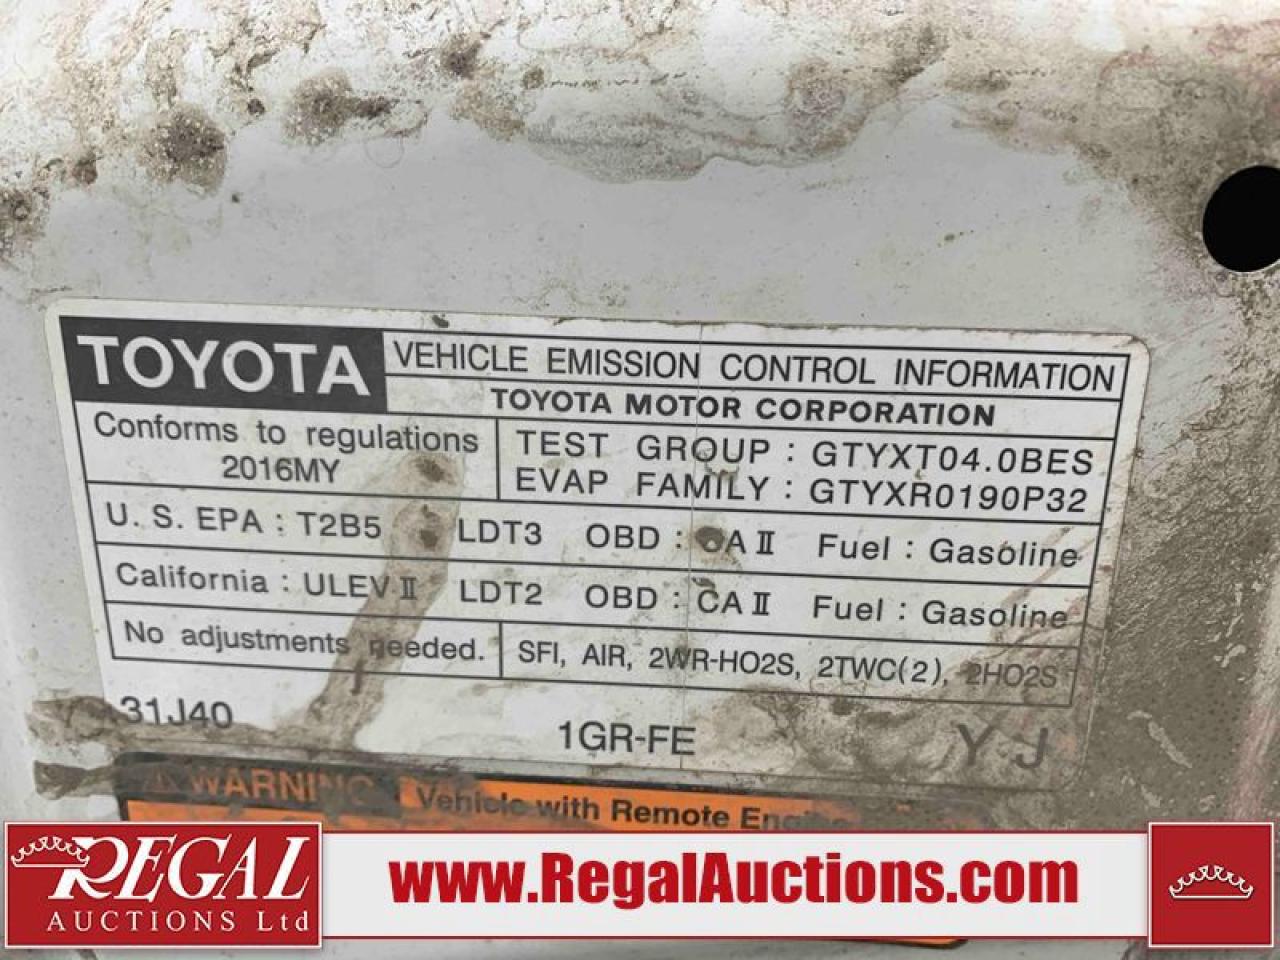 TOYOTA VEHICLE EMISSION CONTROL INFORMATION
TOYOTA MOTOR CORPORATION
Conforms to regulations
2016MY
TEST GROUP : GTYXT04.0BES
EVAP FAMILY : GTYXR0190P32
U. S. EPA : T2B5 LDT3 OBD : CA II Fuel : Gasoline
California : ULEV II LDT2 OBD : CA II Fuel : Gasoline
No adjustments needed. SFI, AIR, 2WR-HO2S, 2TWC(2), 2HO2S
31J40 1GR-FE YJ
WARNING Vehicle with Remote Engine
REGAL
AUCTIONS Ltd
www.RegalAuctions.com